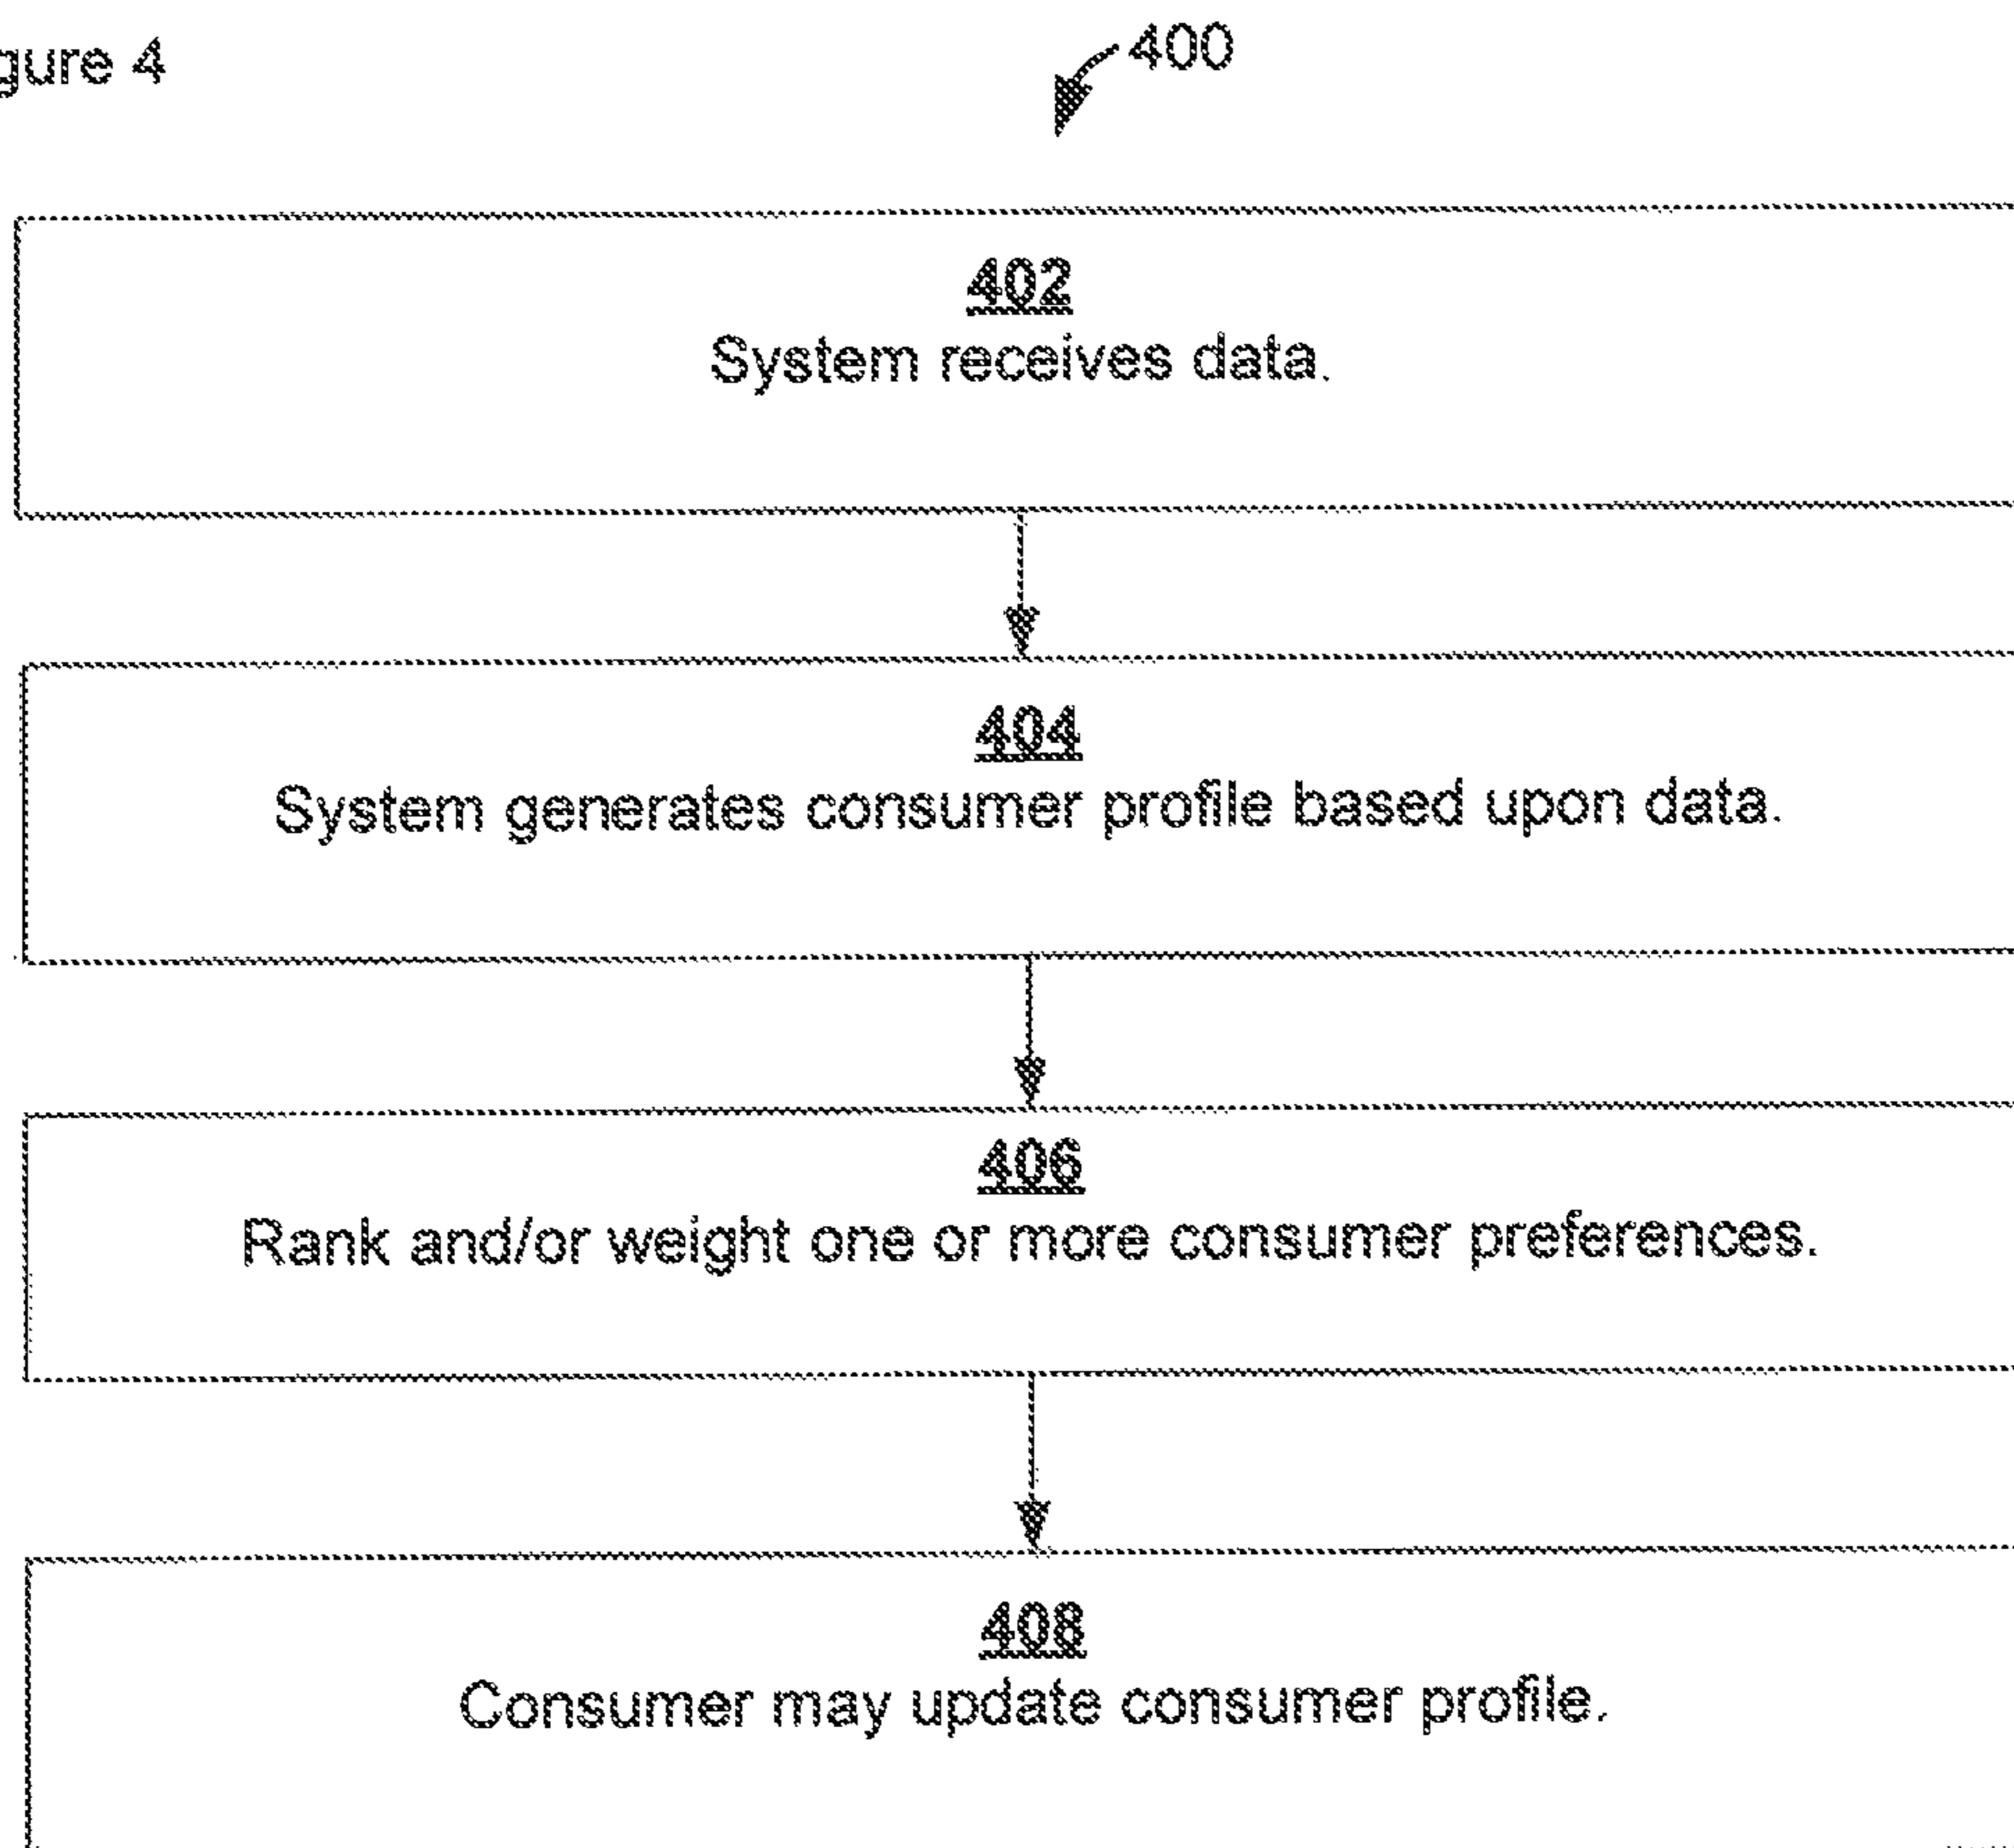 gure 4
400
402
System receives data.
404
System generates consumer profile based upon data.
406
Rank and/or weight one or more consumer preferences.
408
Consumer may update consumer profile.